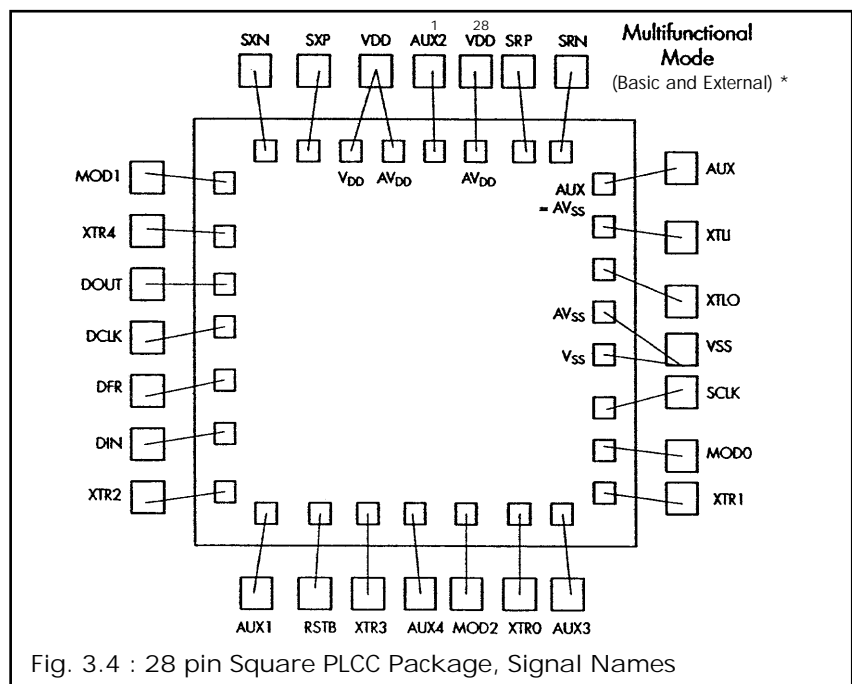 1 28
SXN SXP VDD AUX2 VDD SRP SRN
Multifunctional
Mode
(Basic and External) *
VDD AVDD AVDD
MOD1
XTR4
DOUT
DCLK
DFR
DIN
XTR2
AUX
= AVSS
AVSS
VSS
AUX
XTLI
XTLO
VSS
SCLK
MOD0
XTR1
AUX1 RSTB XTR3 AUX4 MOD2 XTR0 AUX3
Fig. 3.4 : 28 pin Square PLCC Package, Signal Names